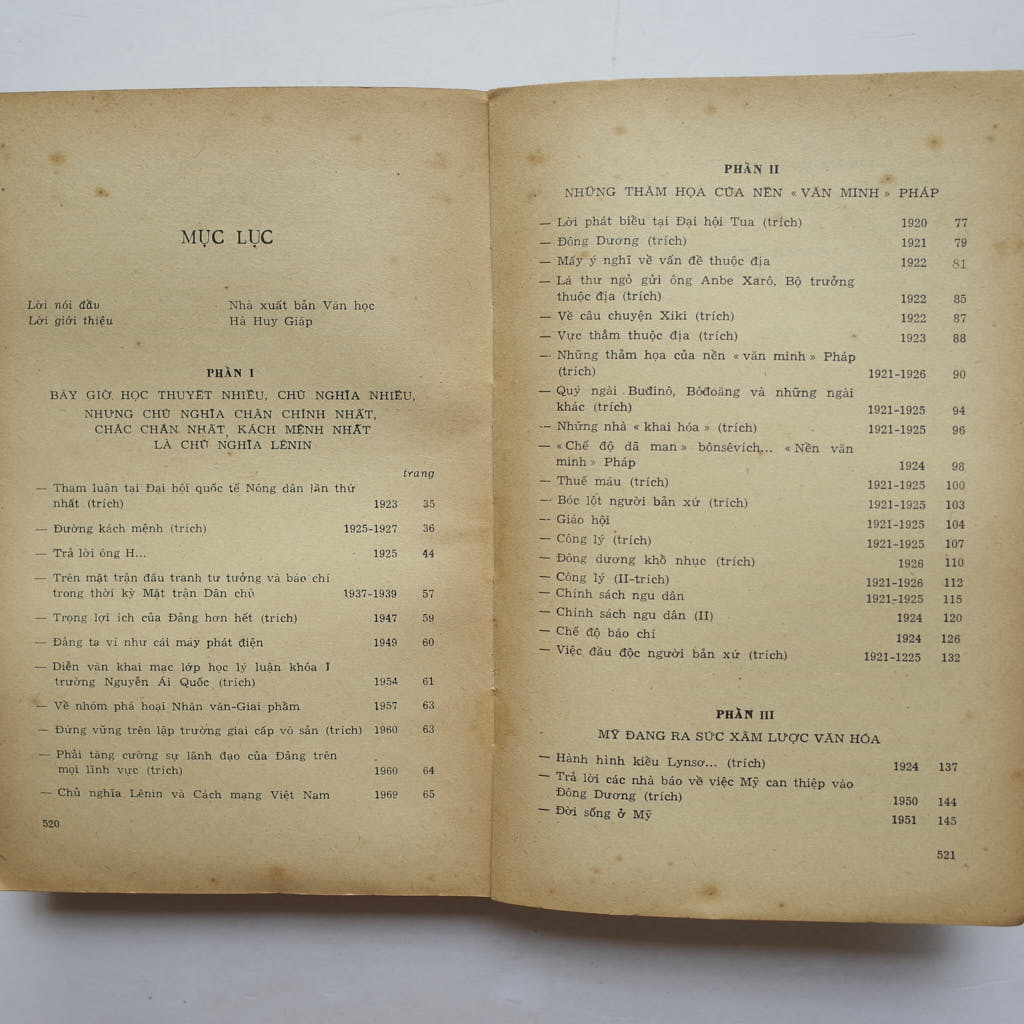 MỤC LỤC
Lời nói đầu Nhà xuất bản Văn học
Lời giới thiệu Hà Huy Giáp
PHẦN I
BÂY GIỜ HỌC THUYẾT NHIỀU, CHỦ NGHĨA NHIỀU,
NHƯNG CHỦ NGHĨA CHÂN CHÍNH NHẤT,
CHẮC CHẮN NHẤT, KÁCH MỆNH NHẤT
LÀ CHỦ NGHĨA LÊNIN
trang
— Tham luận tại Đại hội quốc tế Nông dân lần thứ
nhất (trích) 1923 35
— Đường kách mệnh (trích) 1925-1927 36
— Trả lời ông H... 1925 44
— Trên mặt trận đấu tranh tư tưởng và báo chí
trong thời kỳ Mặt trận Dân chủ 1937-1939 57
— Trọng lợi ích của Đảng hơn hết (trích) 1947 59
— Đảng ta ví như cái máy phát điện 1949 60
— Diễn văn khai mạc lớp học lý luận khóa I
trường Nguyễn Ái Quốc (trích) 1954 61
— Về nhóm phá hoại Nhân văn-Giai phẩm 1957 63
— Đứng vững trên lập trường giai cấp vô sản (trích) 1960 63
— Phải tăng cường sự lãnh đạo của Đảng trên
mọi lĩnh vực (trích) 1960 64
— Chủ nghĩa Lênin và Cách mạng Việt Nam 1969 65
520
PHẦN II
NHỮNG THẢM HỌA CỦA NỀN « VĂN MINH » PHÁP
— Lời phát biểu tại Đại hội Tua (trích) 1920 77
— Đông Dương (trích) 1921 79
— Mấy ý nghĩ về vấn đề thuộc địa 1922 81
— Lá thư ngỏ gửi ông Anbe Xarô, Bộ trưởng
thuộc địa (trích) 1922 85
— Về câu chuyện Xiki (trích) 1922 87
— Vực thẳm thuộc địa (trích) 1923 88
— Những thảm họa của nền « văn minh » Pháp
(trích) 1921-1926 90
— Quý ngài Buđinô, Bôđoăng và những ngài
khác (trích) 1921-1925 94
— Những nhà « khai hóa » (trích) 1921-1925 96
— «Chế độ dã man» bônsêvích... «Nền văn
minh» Pháp 1924 98
— Thuế máu (trích) 1921-1925 100
— Bóc lột người bản xứ (trích) 1921-1925 103
— Giáo hội 1921-1925 104
— Công lý (trích) 1921-1925 107
— Đông dương khổ nhục (trích) 1926 110
— Công lý (II-trích) 1921-1926 112
— Chính sách ngu dân 1921-1925 115
— Chính sách ngu dân (II) 1924 120
— Chế độ báo chí 1924 126
— Việc đầu độc người bản xứ (trích) 1921-1225 132
PHẦN III
MỸ ĐANG RA SỨC XÂM LƯỢC VĂN HÓA
— Hành hình kiểu Lynsơ... (trích) 1924 137
— Trả lời các nhà báo về việc Mỹ can thiệp vào
Đông Dương (trích) 1950 144
— Đời sống ở Mỹ 1951 145
521